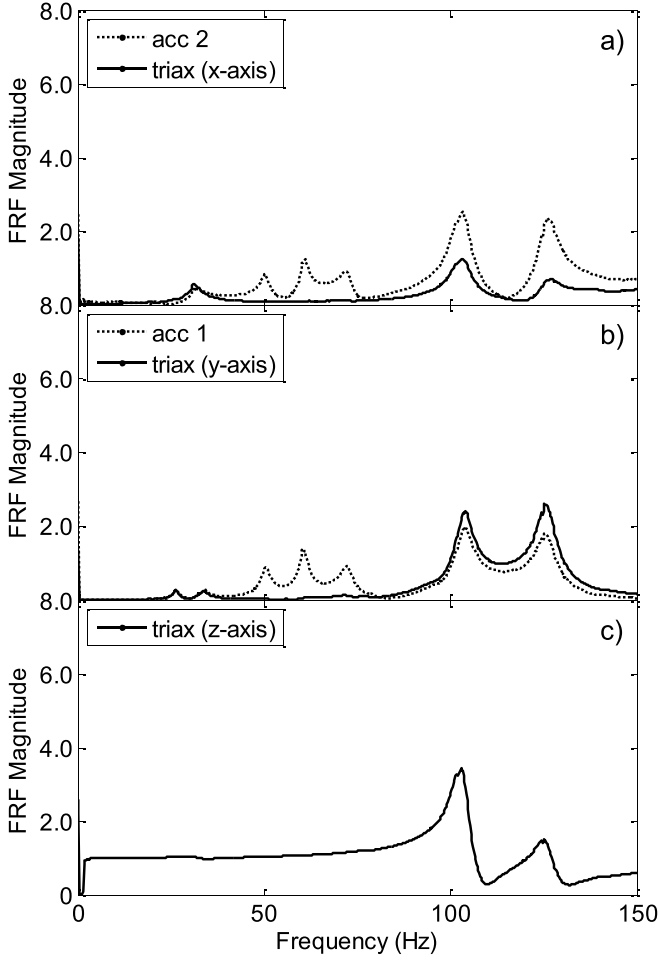 8.0
acc 2
triax (x-axis)
a)
6.0
4.0
2.0
FRF Magnitude
8.0
acc 1
triax (y-axis)
b)
6.0
4.0
2.0
FRF Magnitude
8.0
triax (z-axis)
c)
6.0
4.0
2.0
0
FRF Magnitude
0 50 100 150
Frequency (Hz)